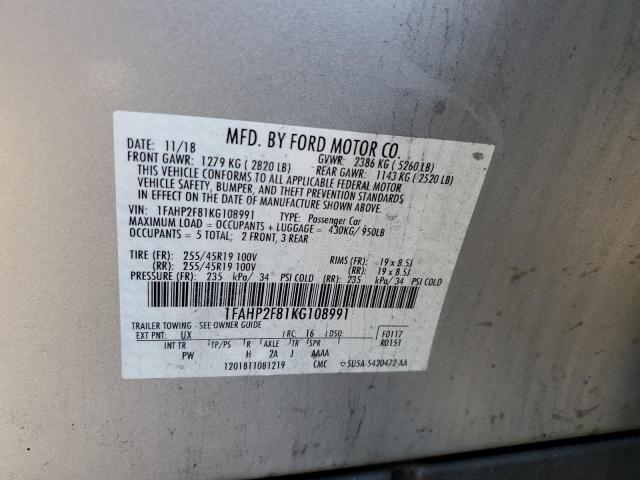 MFD. BY FORD MOTOR CO.
DATE: 11/18 GVWR: 2386 KG ( 5260 LB)
FRONT GAWR: 1279 KG ( 2820 LB) REAR GAWR: 1143 KG ( 2520 LB)
THIS VEHICLE CONFORMS TO ALL APPLICABLE FEDERAL MOTOR
VEHICLE SAFETY, BUMPER, AND THEFT PREVENTION STANDARDS
IN EFFECT ON THE DATE OF MANUFACTURE SHOWN ABOVE.
VIN: 1FAHP2F81KG108991 TYPE: Passenger Car
MAXIMUM LOAD = OCCUPANTS + LUGGAGE = 430KG/ 950LB
OCCUPANTS = 5 TOTAL; 2 FRONT, 3 REAR
TIRE (FR): 255/45R19 100V RIMS (FR): 19 x 8.5J
(RR): 255/45R19 100V (RR): 19 x 8.5J
PRESSURE (FR): 235 kPa/ 34 PSI COLD (RR): 235 kPa/ 34 PSI COLD
1FAHP2F81KG108991
TRAILER TOWING - SEE OWNER GUIDE
EXT PNT: UX RC: 16 DSO: F0117
R0151
INT TR TP/PS R AXLE TR SPR
PW H 2A J AAAA
1201811081219 CMC 5U5A-5420472-AA